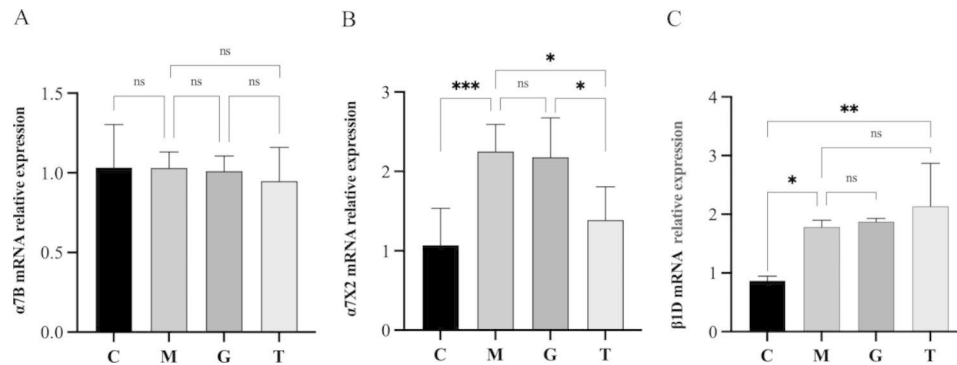 A
ns
ns
ns
ns
α7B mRNA relative expression
1.5
1.0
0.5
0.0
C M G T
B
*
***
ns
*
α7X2 mRNA relative expression
3
2
1
0
C M G T
C
**
ns
*
ns
β1D mRNA relative expression
4
3
2
1
0
C M G T